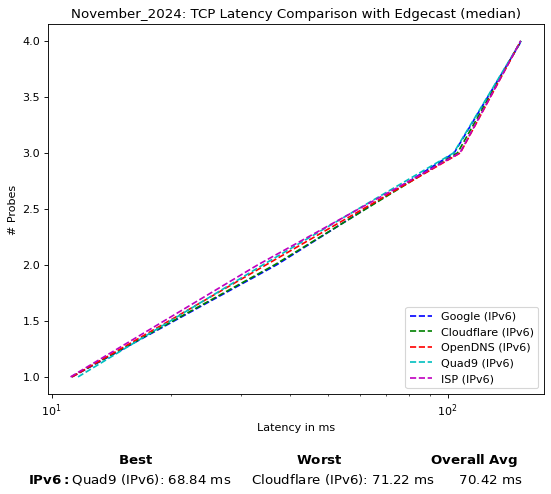 November_2024: TCP Latency Comparison with Edgecast (median)
4.0
3.5
3.0
2.5
2.0
1.5
1.0
# Probes
10¹
10²
Latency in ms
Google (IPv6)
Cloudflare (IPv6)
OpenDNS (IPv6)
Quad9 (IPv6)
ISP (IPv6)
Best Worst Overall Avg
IPv6: Quad9 (IPv6): 68.84 ms Cloudflare (IPv6): 71.22 ms 70.42 ms